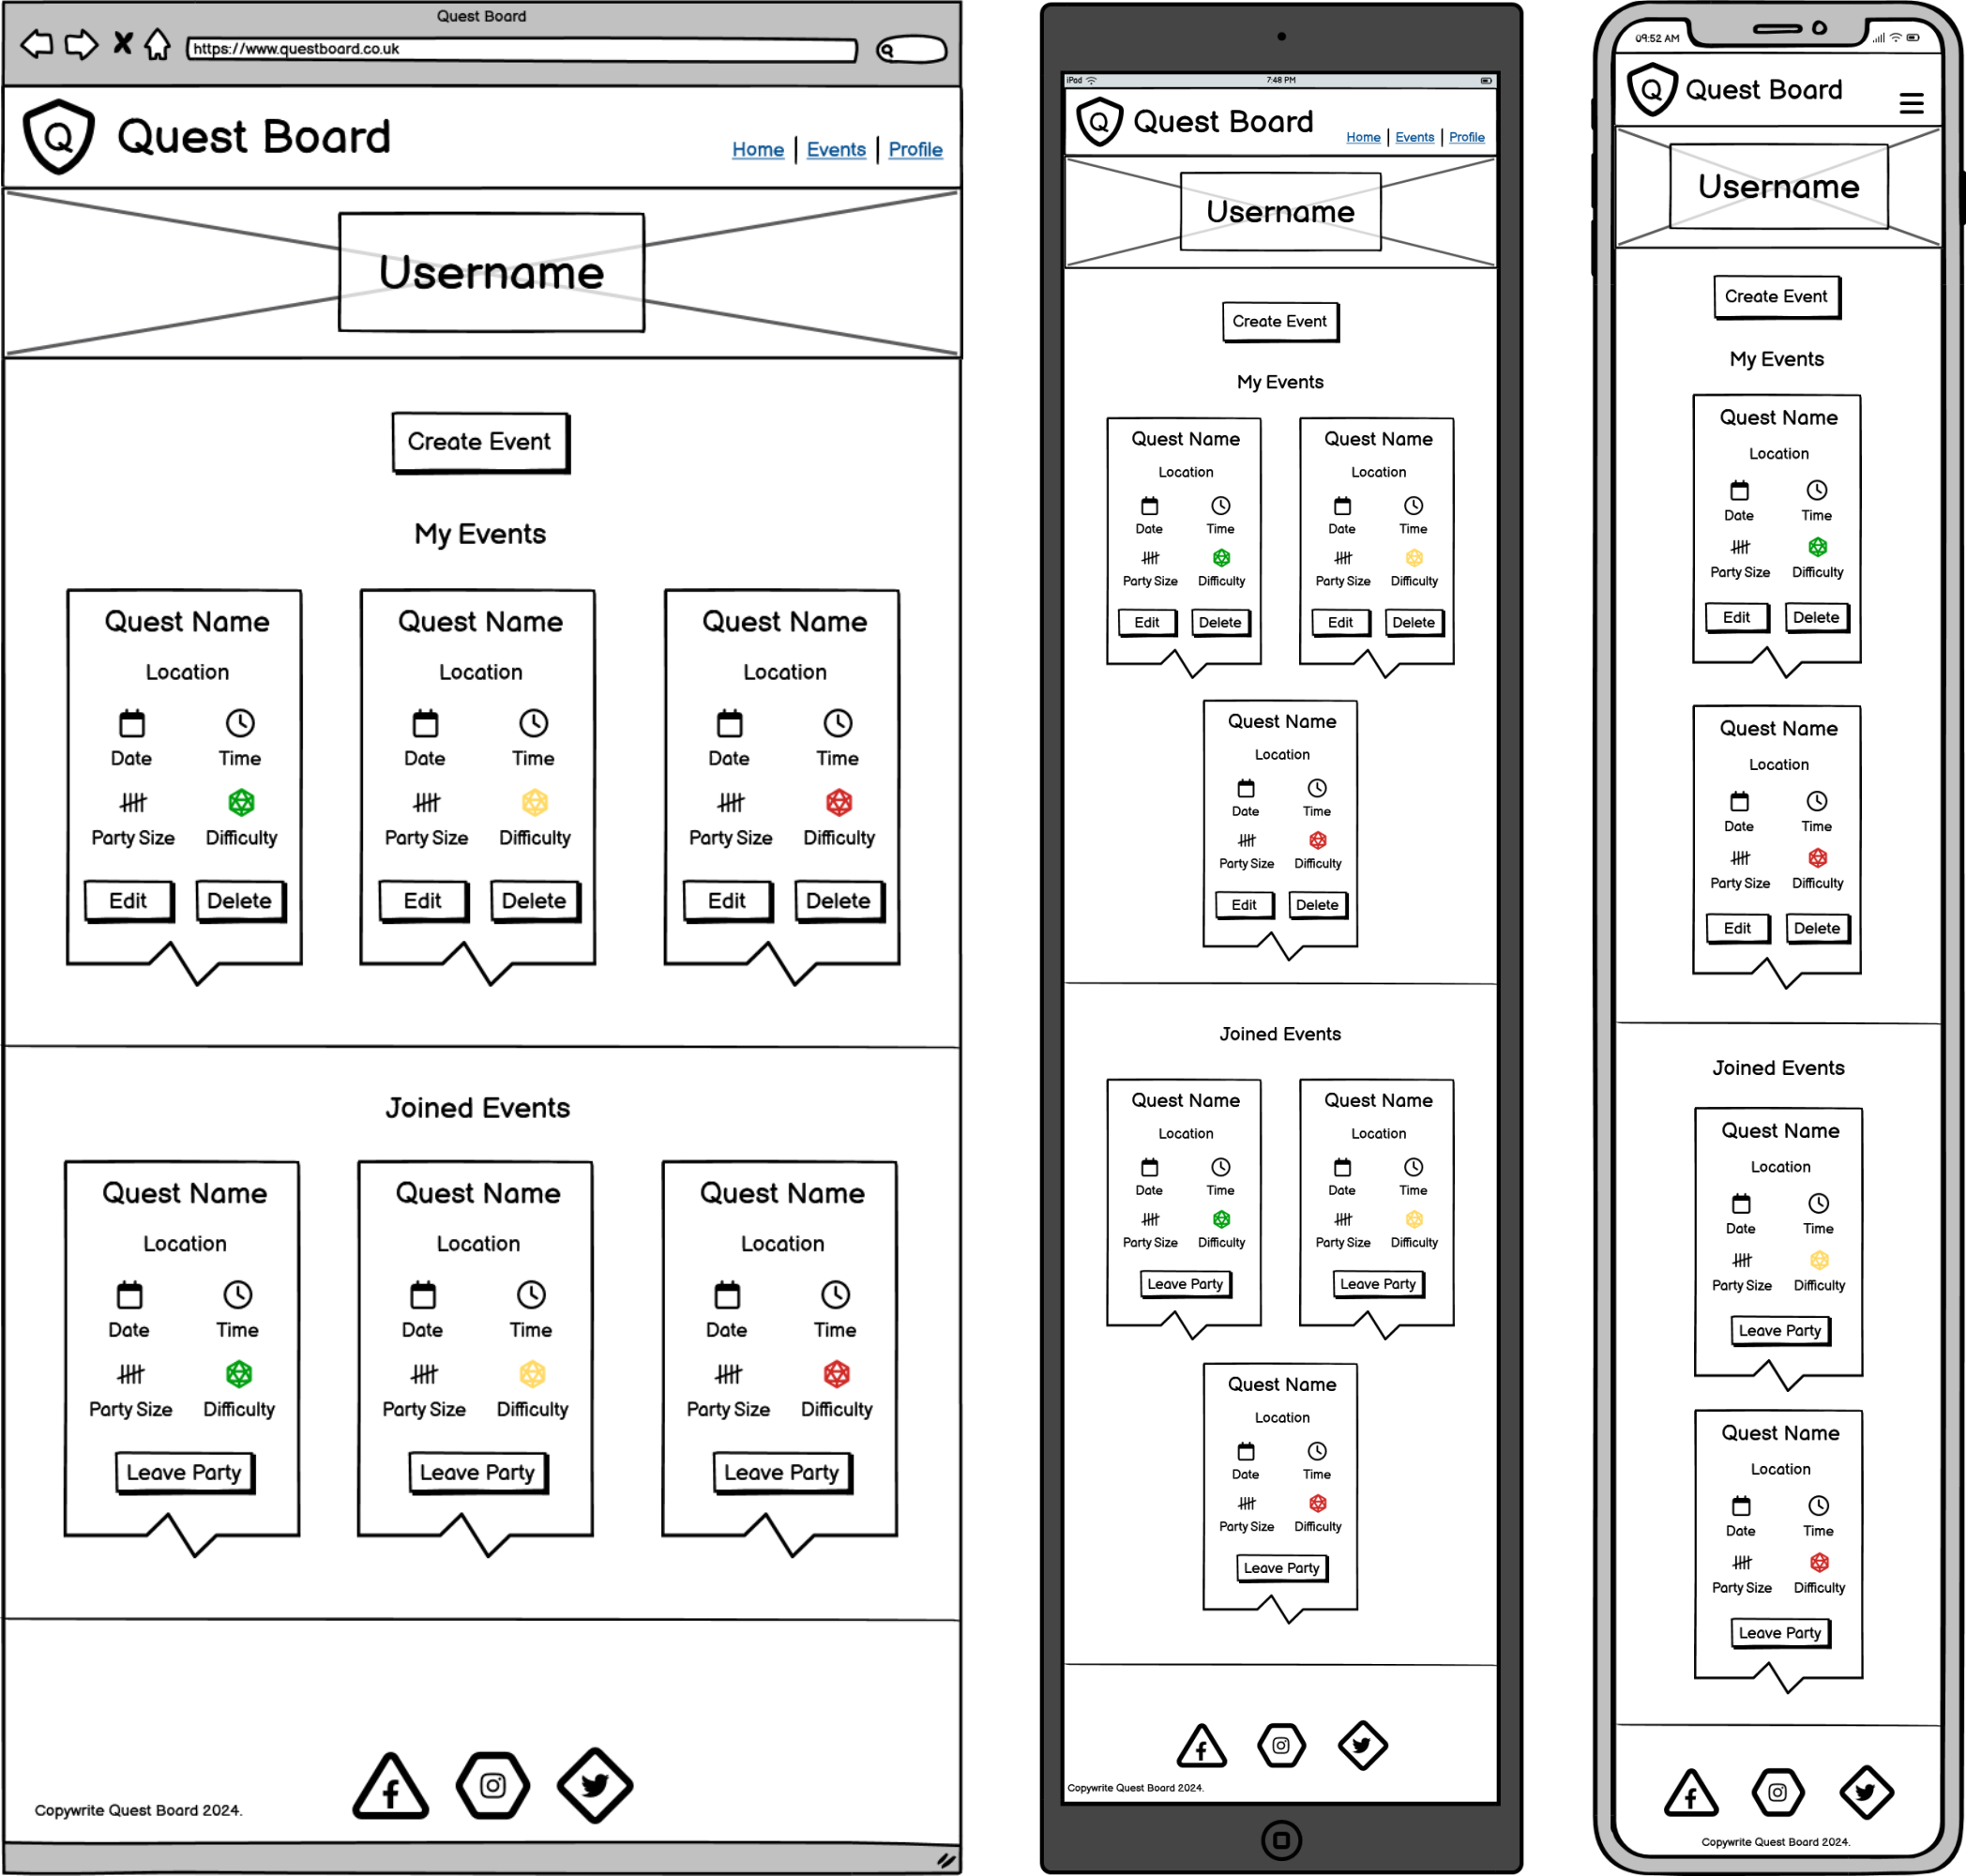 Quest Board
https://www.questboard.co.uk
Q Quest Board
Home | Events | Profile
Username
Create Event
My Events
Quest Name Quest Name Quest Name
Location Location Location
Date Time Date Time Date Time
Party Size Difficulty Party Size Difficulty Party Size Difficulty
Edit Delete Edit Delete Edit Delete
Joined Events
Quest Name Quest Name Quest Name
Location Location Location
Date Time Date Time Date Time
Party Size Difficulty Party Size Difficulty Party Size Difficulty
Leave Party Leave Party Leave Party
Copywrite Quest Board 2024.
iPad 7:48 PM
Q Quest Board
Home | Events | Profile
Username
Create Event
My Events
Quest Name Quest Name
Location Location
Date Time Date Time
Party Size Difficulty Party Size Difficulty
Edit Delete Edit Delete
Quest Name
Location
Date Time
Party Size Difficulty
Edit Delete
Joined Events
Quest Name Quest Name
Location Location
Date Time Date Time
Party Size Difficulty Party Size Difficulty
Leave Party Leave Party
Quest Name
Location
Date Time
Party Size Difficulty
Leave Party
Copywrite Quest Board 2024.
09:52 AM
Q Quest Board
Username
Create Event
My Events
Quest Name
Location
Date Time
Party Size Difficulty
Edit Delete
Quest Name
Location
Date Time
Party Size Difficulty
Edit Delete
Joined Events
Quest Name
Location
Date Time
Party Size Difficulty
Leave Party
Quest Name
Location
Date Time
Party Size Difficulty
Leave Party
Copywrite Quest Board 2024.